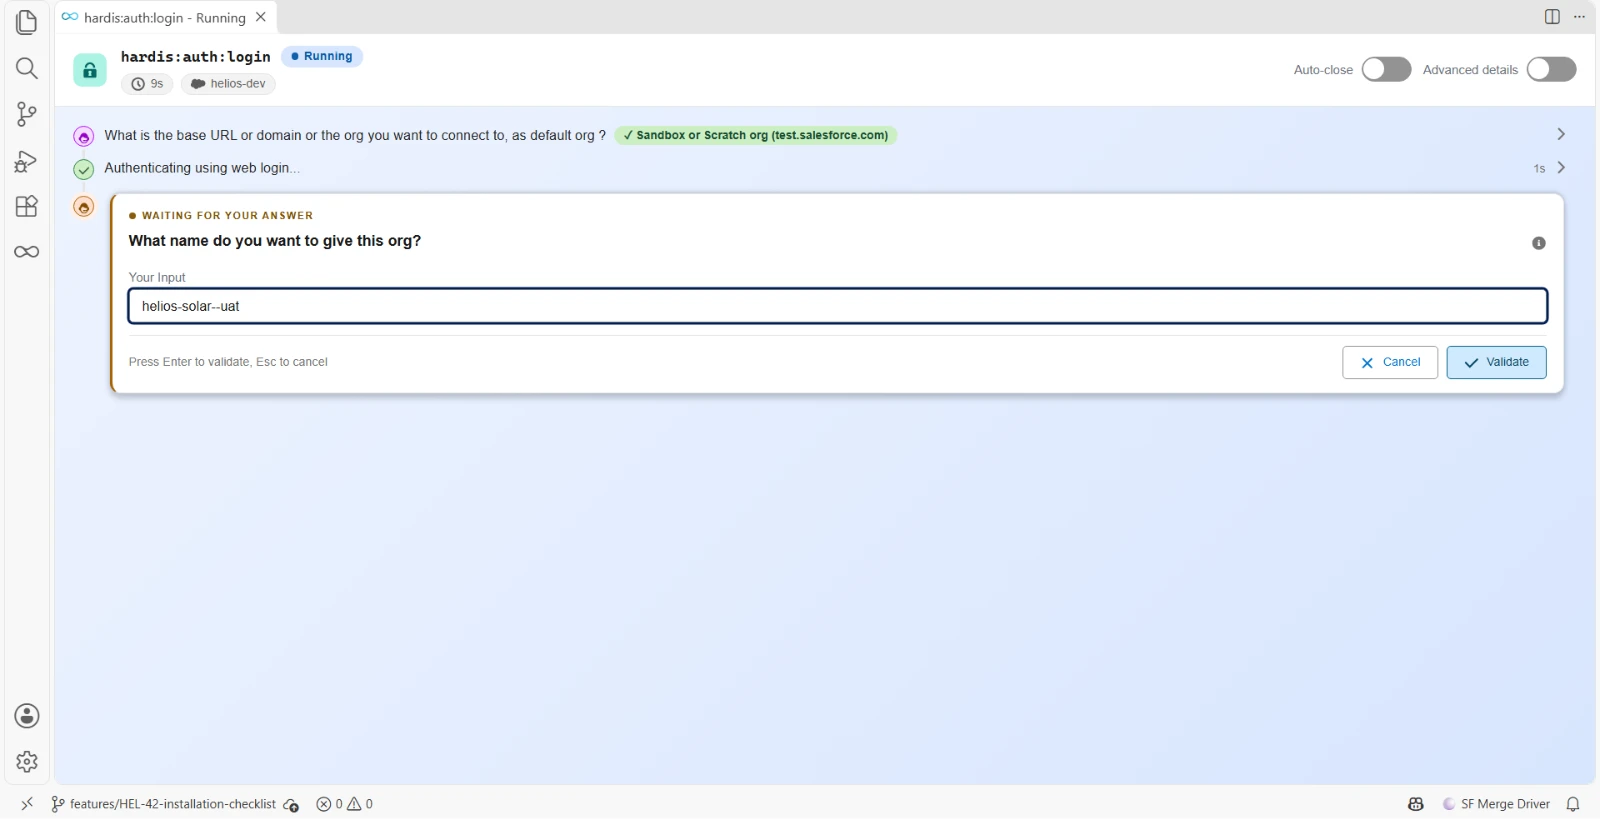 hardis:auth:login - Running
hardis:auth:login
Running
9s
helios-dev
Auto-close
Advanced details
What is the base URL or domain or the org you want to connect to, as default org ?
✓ Sandbox or Scratch org (test.salesforce.com)
Authenticating using web login...
1s
WAITING FOR YOUR ANSWER
What name do you want to give this org?
Your Input
helios-solar--uat
Press Enter to validate, Esc to cancel
Cancel
Validate
features/HEL-42-installation-checklist
0
0
SF Merge Driver